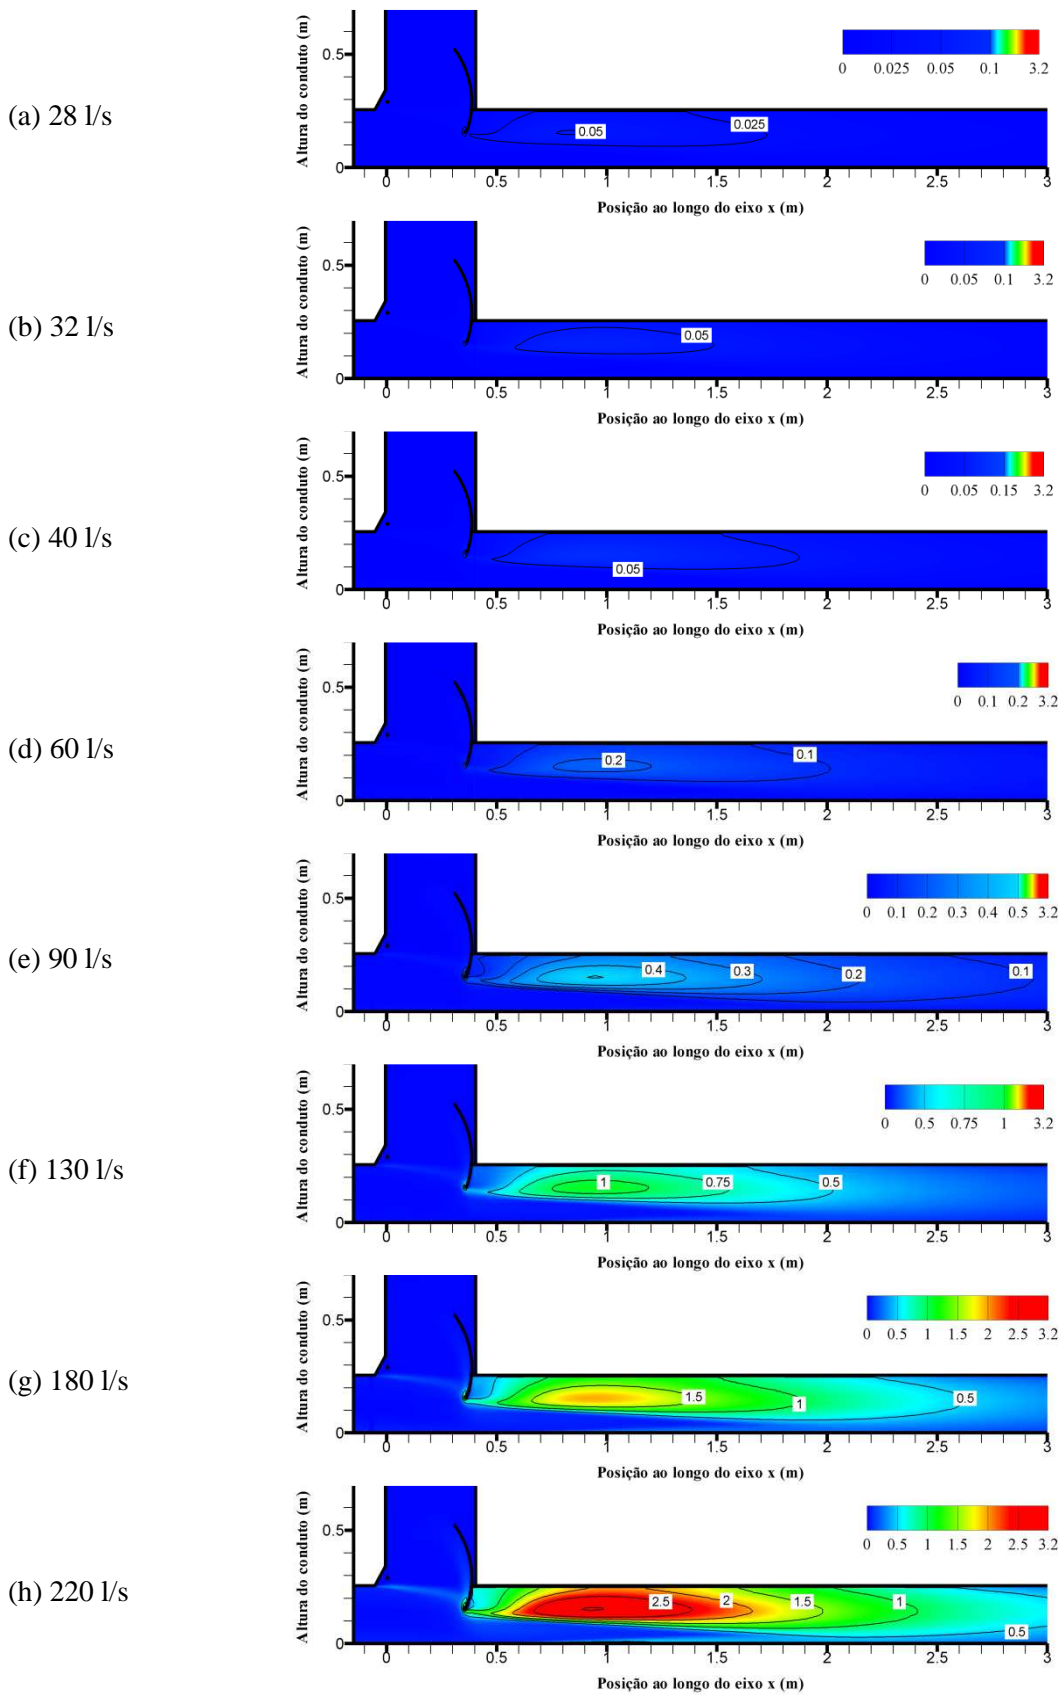 0.5
0
Altura do conduto (m)
0 0.025 0.05 0.1 3.2
(a) 28 l/s
0.05
0.025
0 0.5 1 1.5 2 2.5 3
Posição ao longo do eixo x (m)
0.5
0
Altura do conduto (m)
0 0.05 0.1 3.2
(b) 32 l/s
0.05
0 0.5 1 1.5 2 2.5 3
Posição ao longo do eixo x (m)
0.5
0
Altura do conduto (m)
0 0.05 0.15 3.2
(c) 40 l/s
0.05
0 0.5 1 1.5 2 2.5 3
Posição ao longo do eixo x (m)
0.5
0
Altura do conduto (m)
0 0.1 0.2 3.2
(d) 60 l/s
0.2
0.1
0 0.5 1 1.5 2 2.5 3
Posição ao longo do eixo x (m)
0.5
0
Altura do conduto (m)
0 0.1 0.2 0.3 0.4 0.5 3.2
(e) 90 l/s
0.4 0.3 0.2 0.1
0 0.5 1 1.5 2 2.5 3
Posição ao longo do eixo x (m)
0.5
0
Altura do conduto (m)
0 0.5 0.75 1 3.2
(f) 130 l/s
1 0.75 0.5
0 0.5 1 1.5 2 2.5 3
Posição ao longo do eixo x (m)
0.5
0
Altura do conduto (m)
0 0.5 1 1.5 2 2.5 3.2
(g) 180 l/s
1.5 1 0.5
0 0.5 1 1.5 2 2.5 3
Posição ao longo do eixo x (m)
0.5
0
Altura do conduto (m)
0 0.5 1 1.5 2 2.5 3.2
(h) 220 l/s
2.5 2 1.5 1
0.5
0 0.5 1 1.5 2 2.5 3
Posição ao longo do eixo x (m)